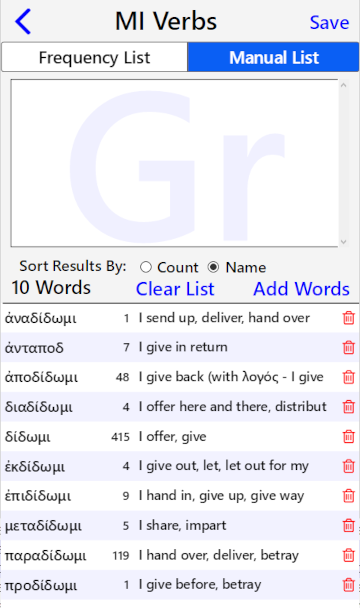 MI Verbs
Save
Frequency List
Manual List
Gr
Sort Results By:
Count
Name
10 Words
Clear List
Add Words
ἀναδίδωμι 1 I send up, deliver, hand over
ἀνταποδ 7 I give in return
ἀποδίδωμι 48 I give back (with λογός - I give
διαδίδωμι 4 I offer here and there, distribut
δίδωμι 415 I offer, give
ἐκδίδωμι 4 I give out, let, let out for my
ἐπιδίδωμι 9 I hand in, give up, give way
μεταδίδωμι 5 I share, impart
παραδίδωμι 119 I hand over, deliver, betray
προδίδωμι 1 I give before, betray